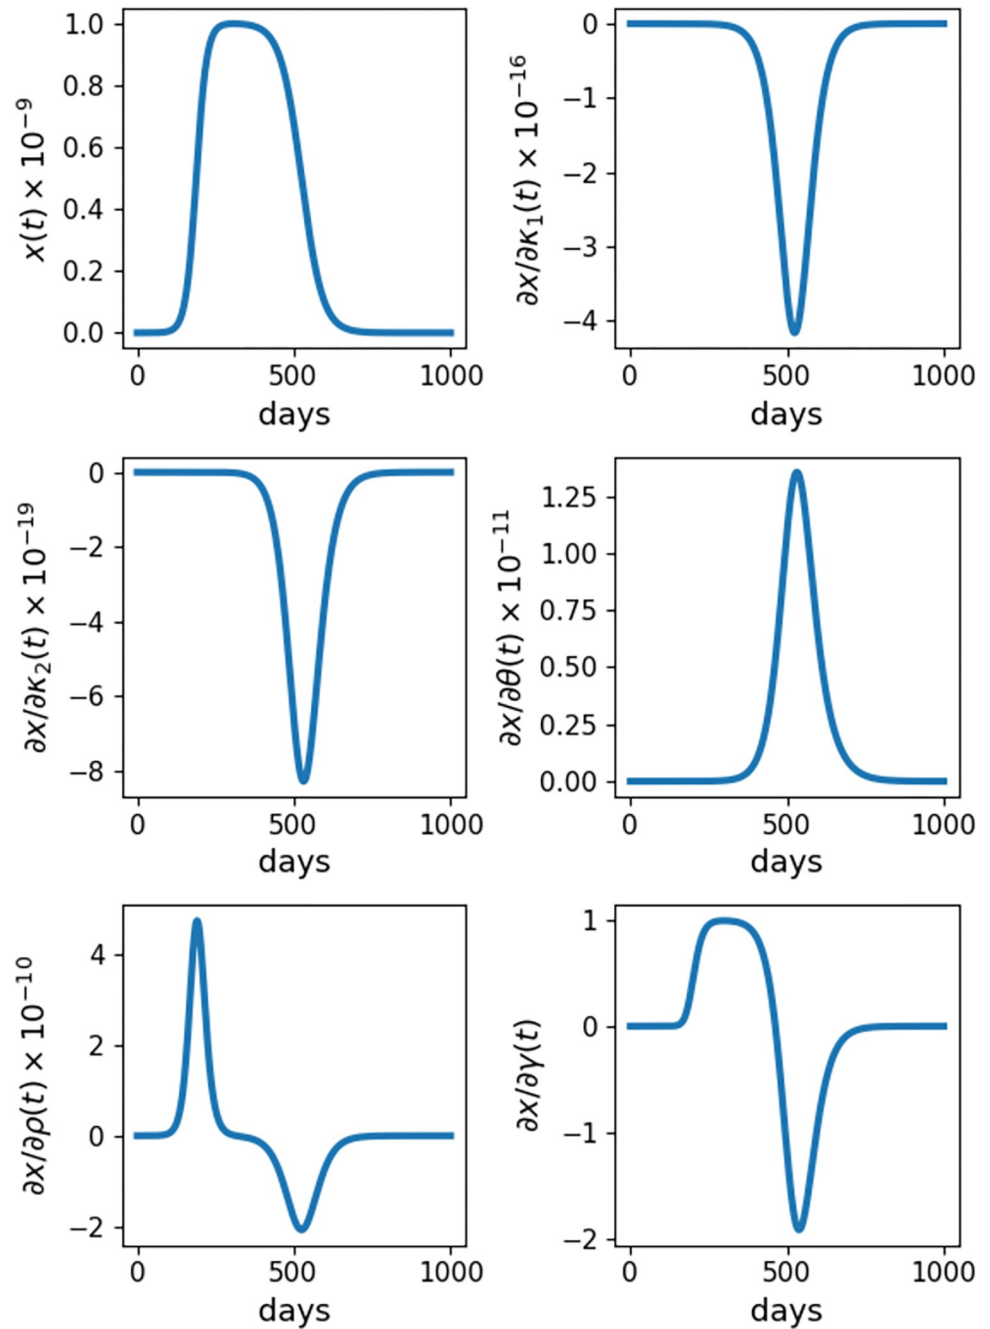 x(t) × 10⁻⁹
1.0
0.8
0.6
0.4
0.2
0.0
0 500 1000
days
∂x/∂κ₁(t) × 10⁻¹⁶
0
−1
−2
−3
−4
0 500 1000
days
∂x/∂κ₂(t) × 10⁻¹⁹
0
−2
−4
−6
−8
0 500 1000
days
∂x/∂θ(t) × 10⁻¹¹
1.25
1.00
0.75
0.50
0.25
0.00
0 500 1000
days
∂x/∂ρ(t) × 10⁻¹⁰
4
2
0
−2
0 500 1000
days
∂x/∂γ(t)
1
0
−1
−2
0 500 1000
days